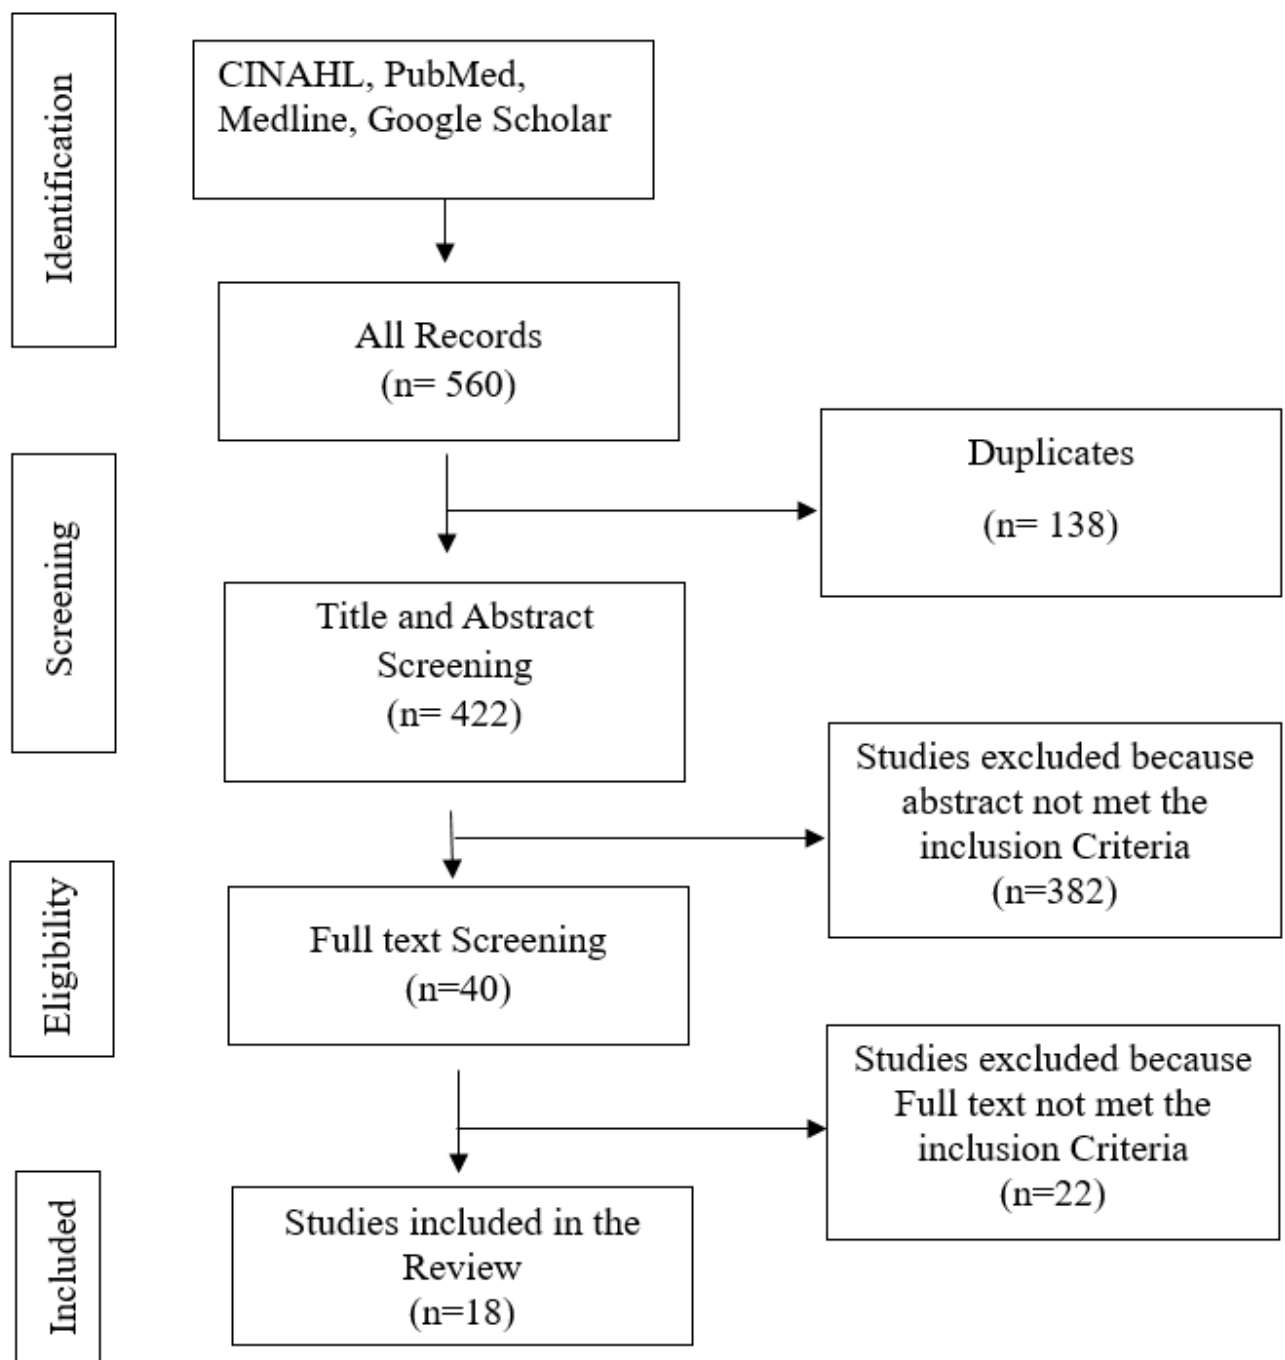 Identification
CINAHL, PubMed,
Medline, Google Scholar
All Records
(n= 560)
Duplicates
(n= 138)
Screening
Title and Abstract
Screening
(n= 422)
Studies excluded because
abstract not met the
inclusion Criteria
(n=382)
Eligibility
Full text Screening
(n=40)
Studies excluded because
Full text not met the
inclusion Criteria
(n=22)
Included
Studies included in the
Review
(n=18)